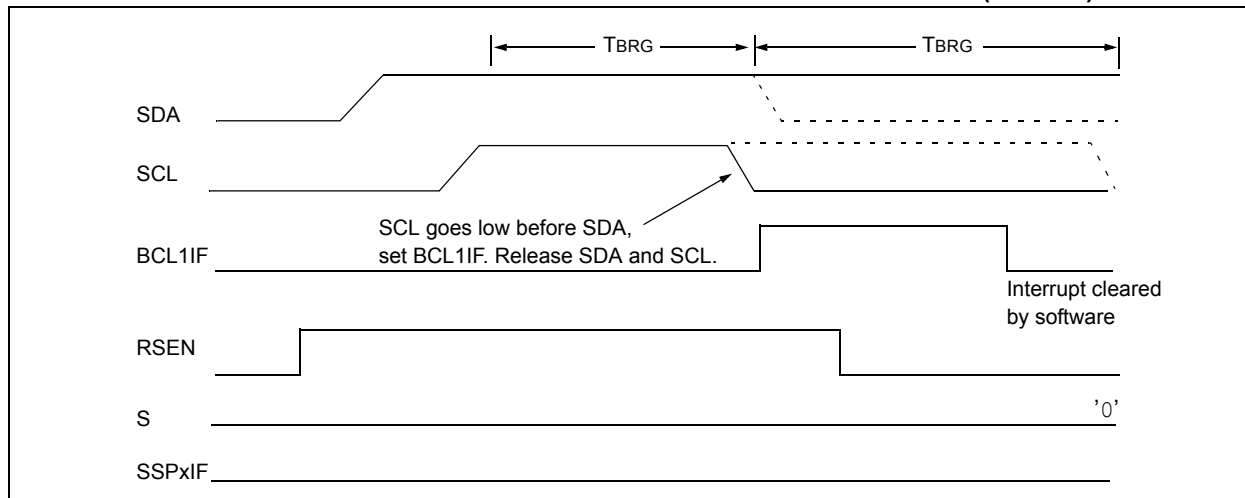 TBRG TBRG
SDA
SCL
SCL goes low before SDA,
set BCL1IF. Release SDA and SCL.
BCL1IF
Interrupt cleared
by software
RSEN
S
'0'
SSPxIF